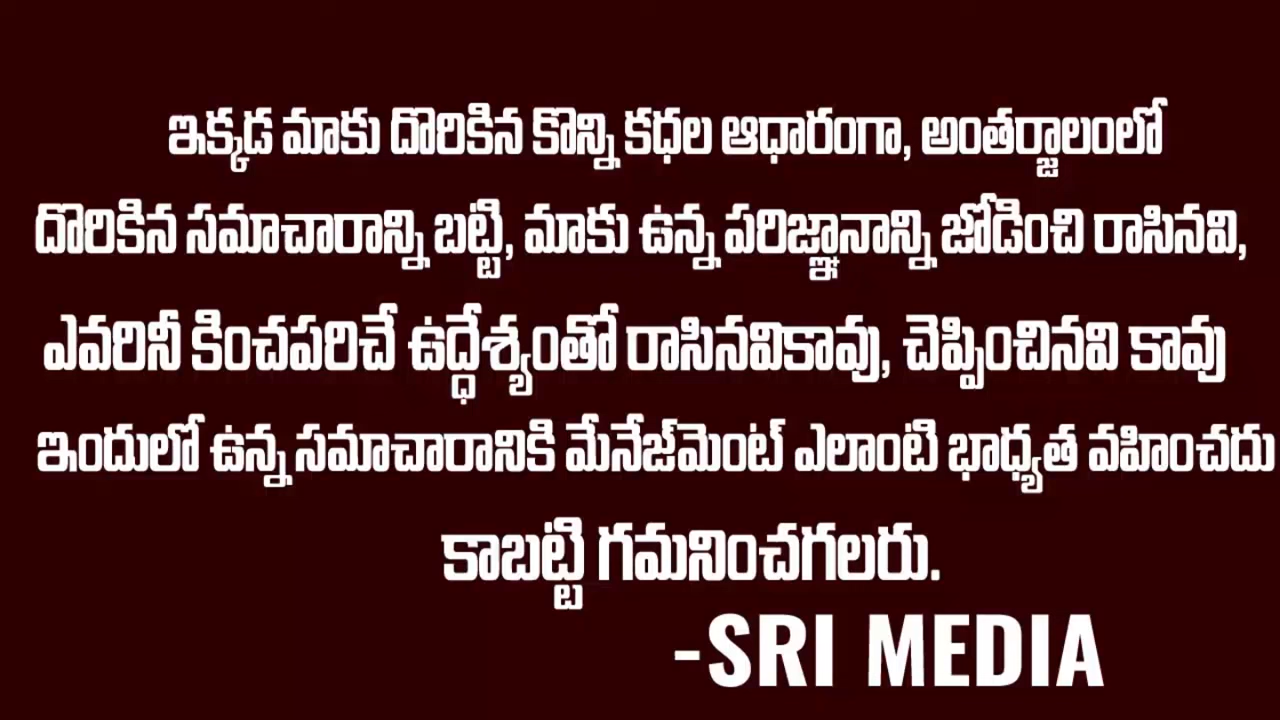 ఇక్కడ మాకు దొరికిన కొన్ని కధల ఆధారంగా, అంతర్జాలంలో
దొరికిన సమాచారాన్ని బట్టి, మాకు ఉన్న పరిజ్ఞానాన్ని జోడించి రాసినవి,
ఎవరినీ కించపరిచే ఉద్ధేశ్యంతో రాసినవికావు, చెప్పించినవి కావు
ఇందులో ఉన్న సమాచారానికి మేనేజ్‌మెంట్ ఎలాంటి భాధ్యత వహించదు
కాబట్టి గమనించగలరు.
-SRI MEDIA